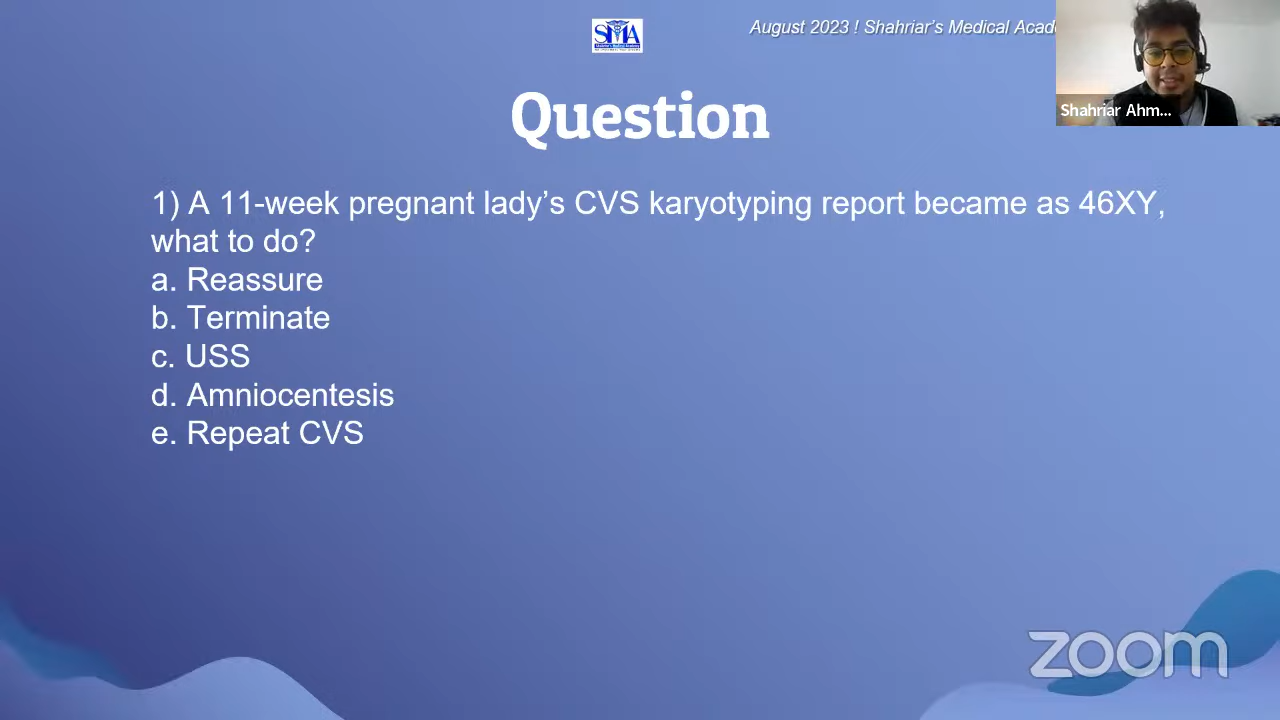 August 2023 ! Shahriar's Medical
SMA
Shahriar Ahm...
Question
1) A 11-week pregnant lady’s CVS karyotyping report became as 46XY,
what to do?
a. Reassure
b. Terminate
c. USS
d. Amniocentesis
e. Repeat CVS
zoom